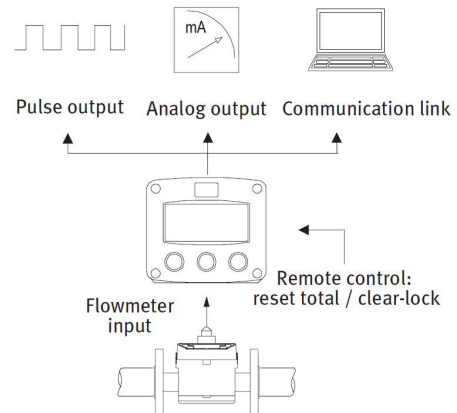 mA
Pulse output
Analog output
Communication link
Remote control:
reset total / clear-lock
Flowmeter
input